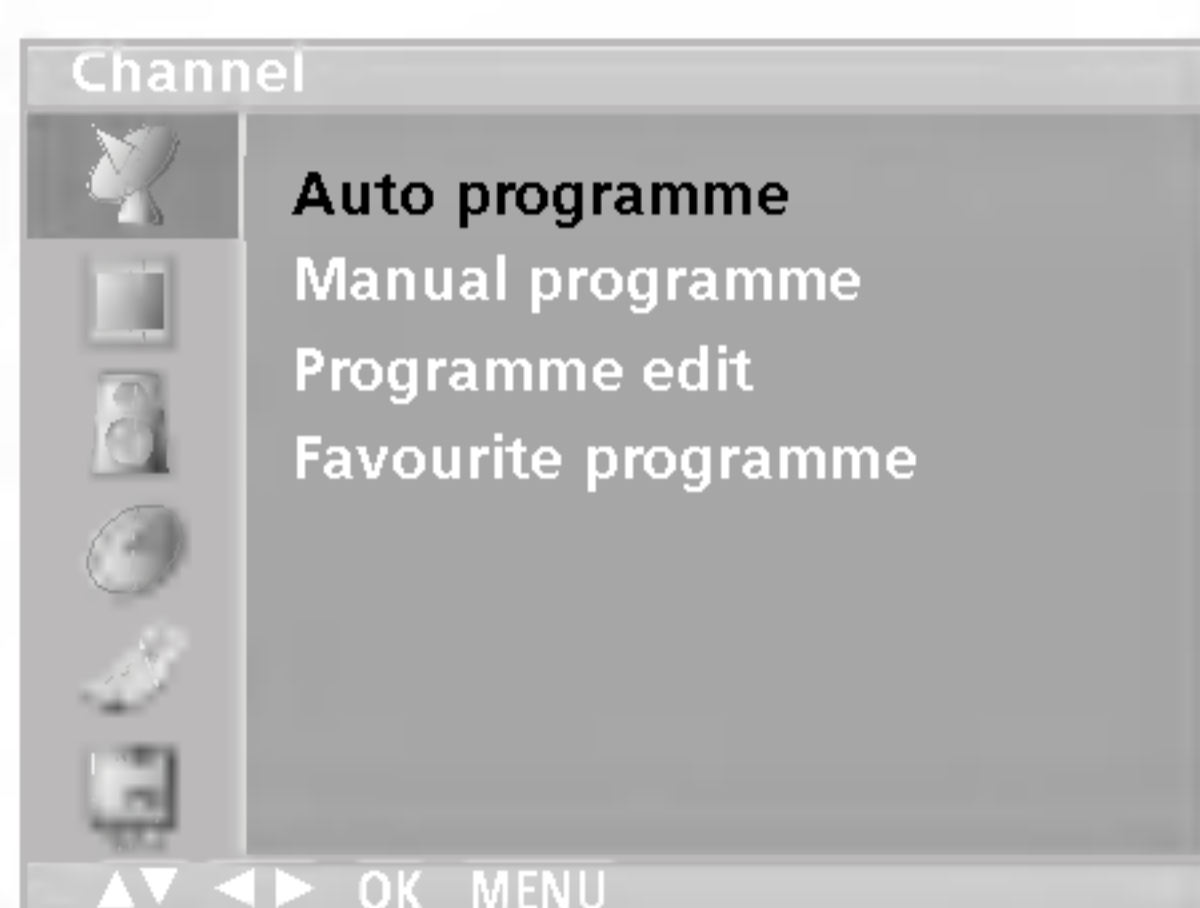 Channel
Auto programme
Manual programme
Programme edit
Favourite programme
▲▼ ◀ ▶ OK MENU